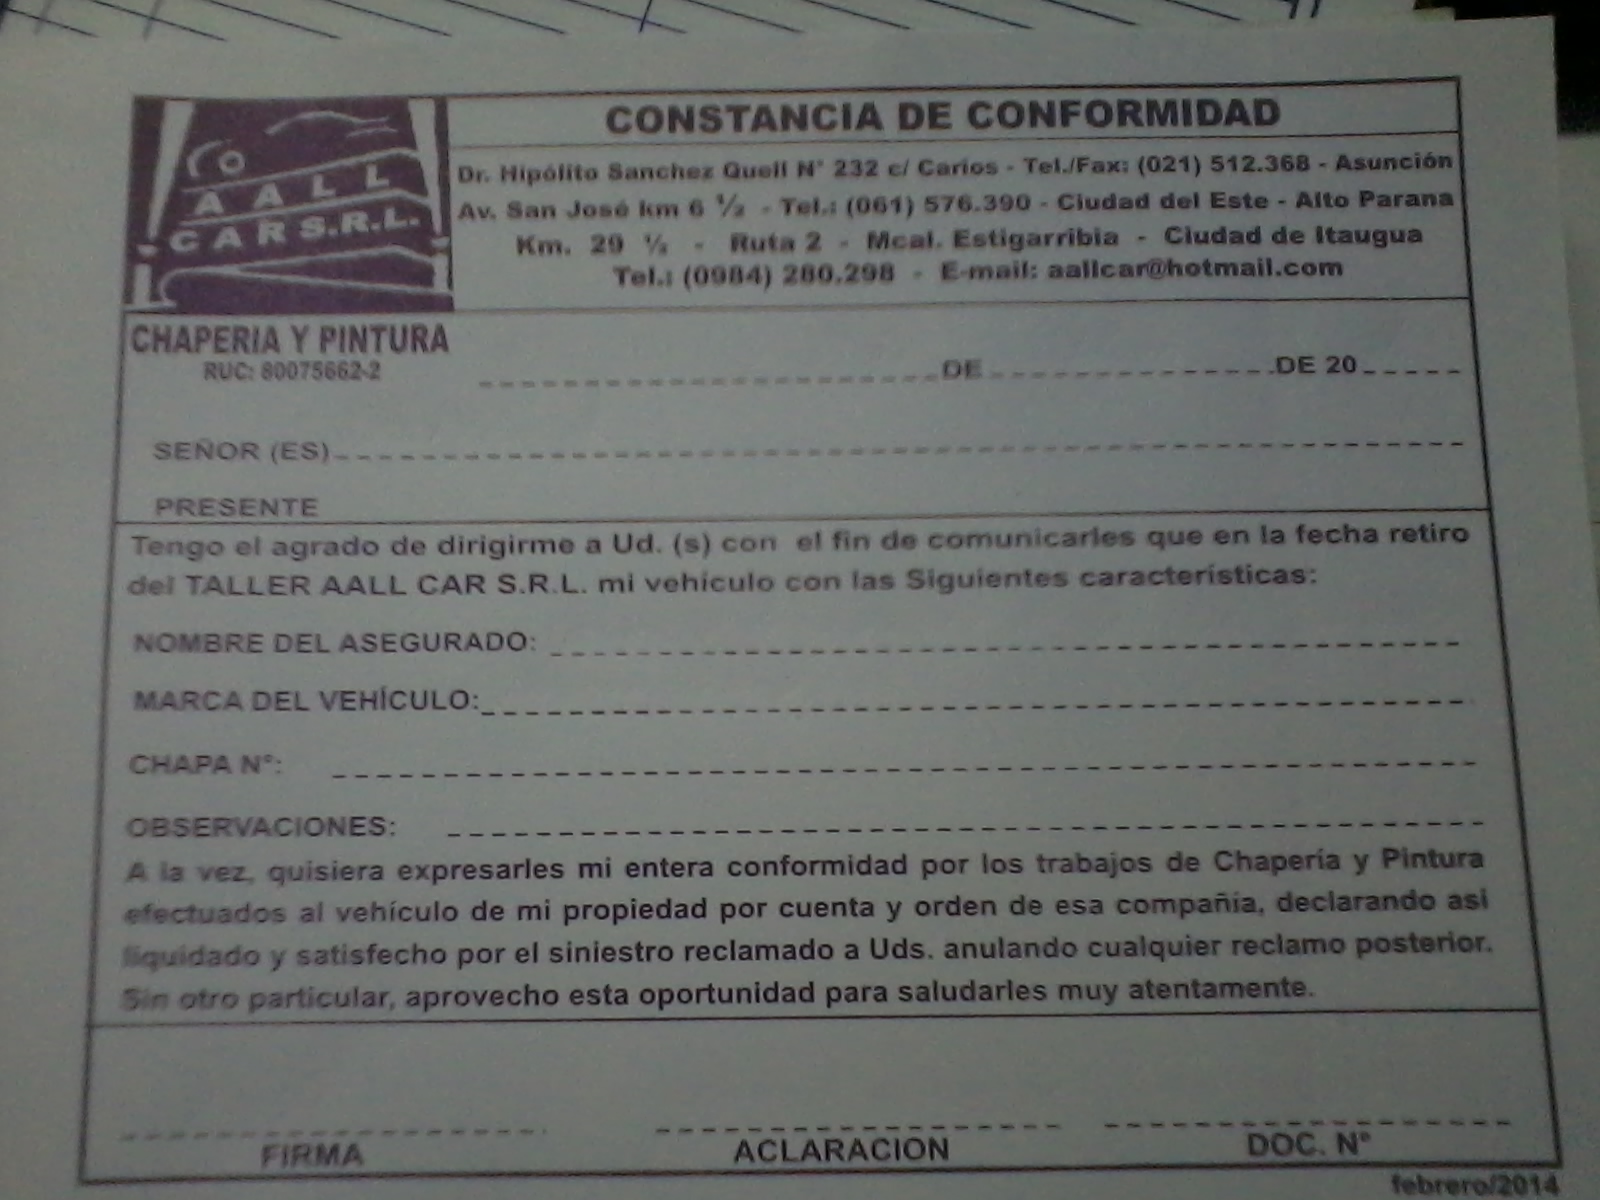 AALL
CAR S.R.L.
CONSTANCIA DE CONFORMIDAD
Dr. Hipólito Sanchez Quell N° 232 c/ Carios - Tel./Fax: (021) 512.368 - Asunción
Av. San José km 6 ½ - Tel.: (061) 576.390 - Ciudad del Este - Alto Parana
Km. 29 ½ - Ruta 2 - Mcal. Estigarribia - Ciudad de Itaugua
Tel.: (0984) 280.298 - E-mail: aallcar@hotmail.com
CHAPERIA Y PINTURA
RUC: 80075662-2
DE DE 20
SEÑOR (ES)
PRESENTE
Tengo el agrado de dirigirme a Ud. (s) con el fin de comunicarles que en la fecha retiro
del TALLER AALL CAR S.R.L. mi vehículo con las Siguientes características:
NOMBRE DEL ASEGURADO:
MARCA DEL VEHÍCULO:
CHAPA N°:
OBSERVACIONES:
A la vez, quisiera expresarles mi entera conformidad por los trabajos de Chapería y Pintura
efectuados al vehículo de mi propiedad por cuenta y orden de esa compañia, declarando asi
liquidado y satisfecho por el siniestro reclamado a Uds. anulando cualquier reclamo posterior.
Sin otro particular, aprovecho esta oportunidad para saludarles muy atentamente.
FIRMA ACLARACION DOC. N°
febrero/2014